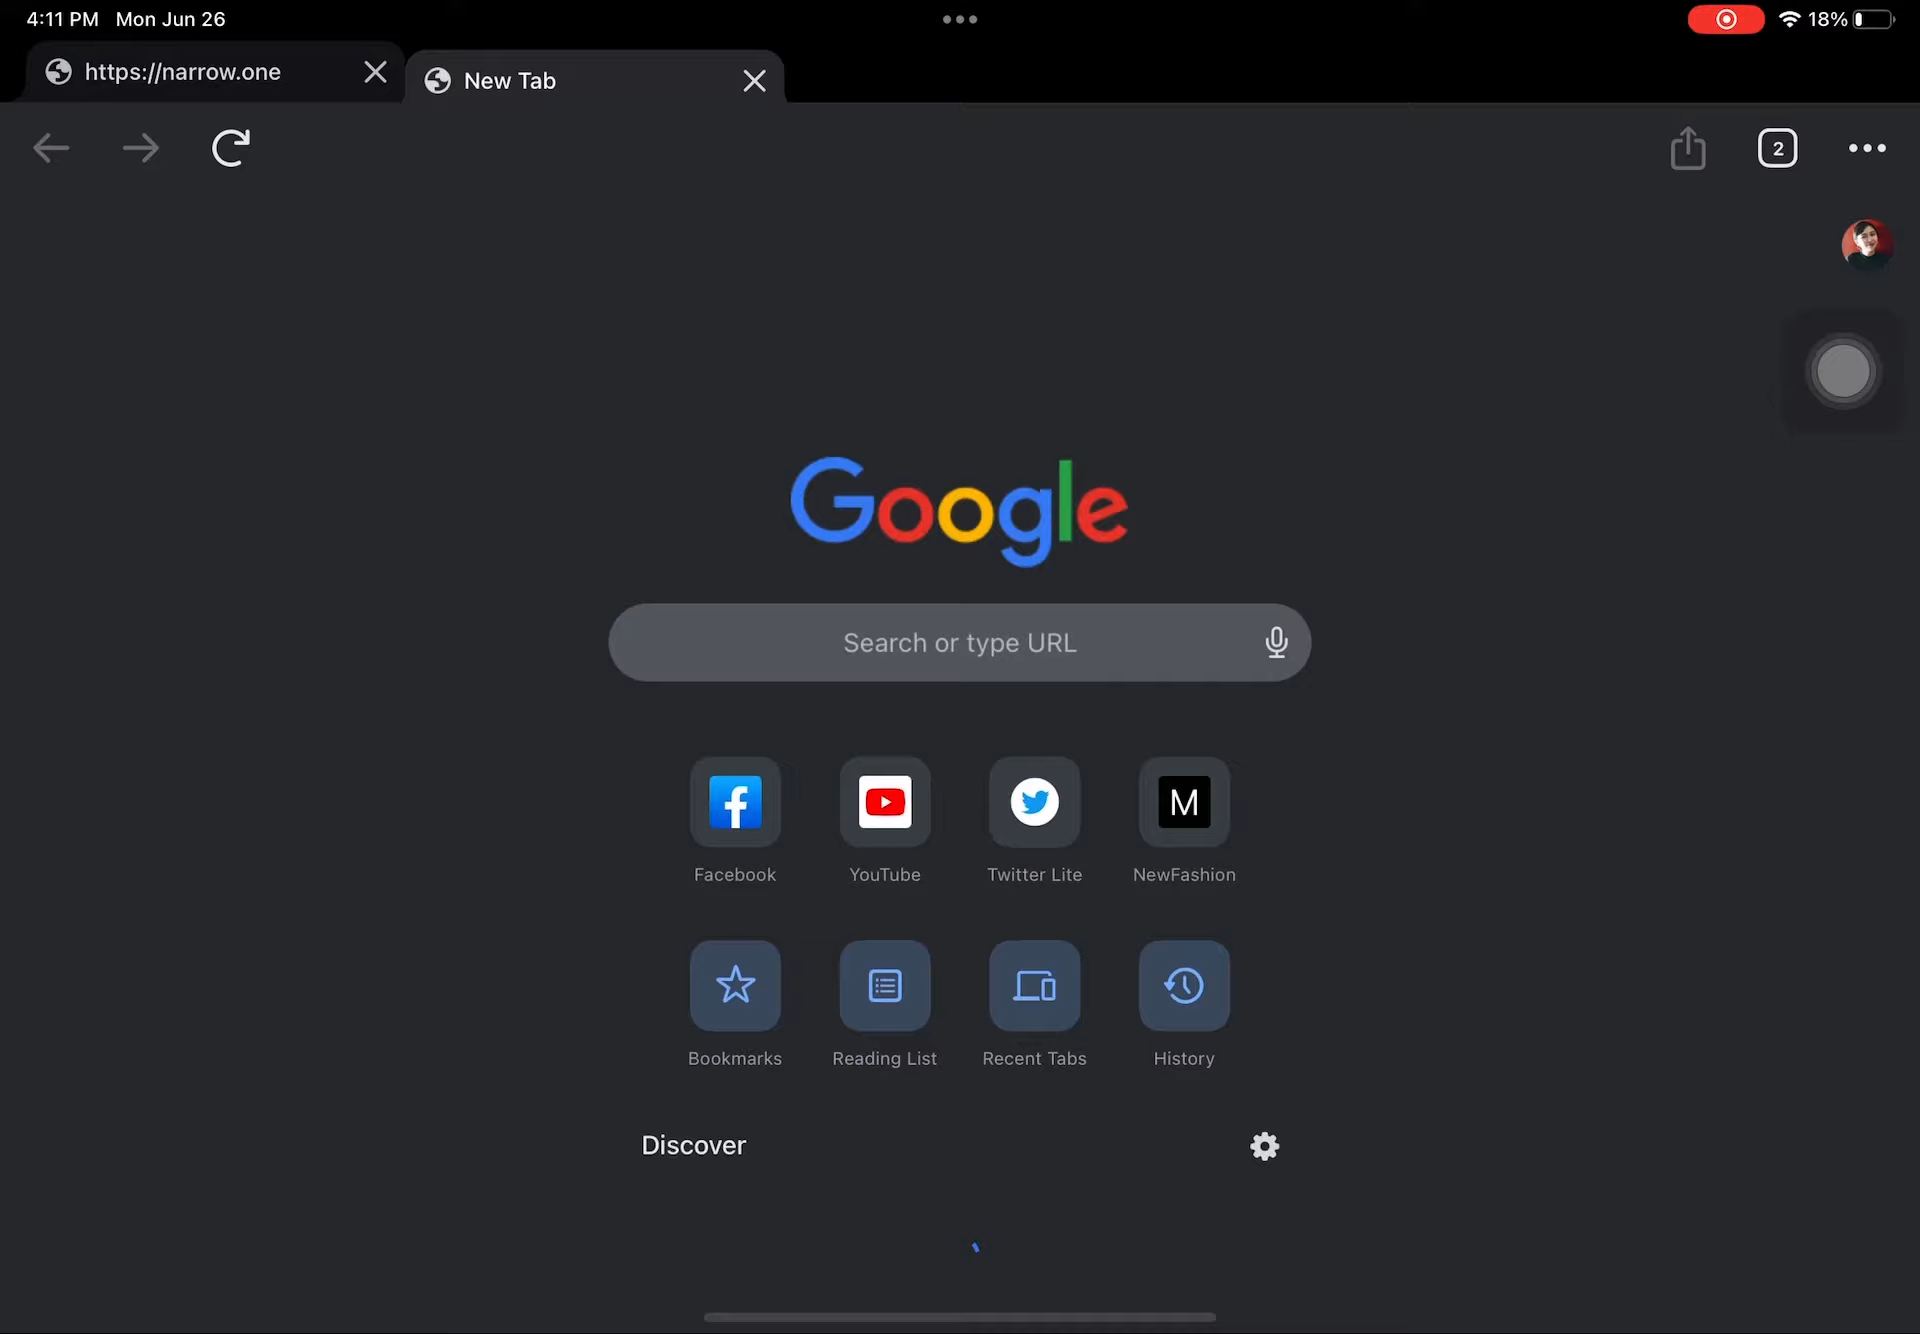 4:11 PM Mon Jun 26
18%
https://narrow.one
New Tab
2
Google
Search or type URL
M
Facebook YouTube Twitter Lite NewFashion
Bookmarks Reading List Recent Tabs History
Discover